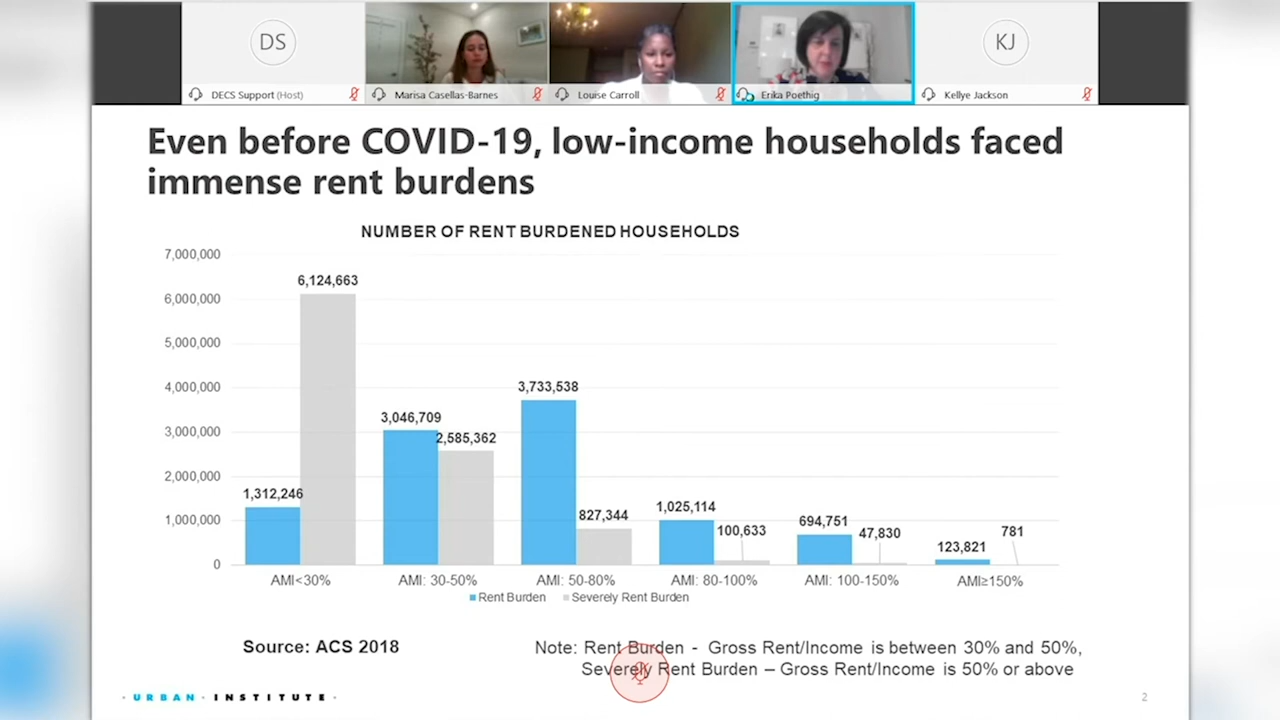 DS
KJ
DECS Support (Host)
Marisa Casellas-Barnes
Louise Carroll
Erika Poethig
Kellye Jackson
Even before COVID-19, low-income households faced
immense rent burdens
NUMBER OF RENT BURDENED HOUSEHOLDS
7,000,000
6,000,000
5,000,000
4,000,000
3,000,000
2,000,000
1,000,000
0
1,312,246
6,124,663
3,046,709
2,585,362
3,733,538
827,344
1,025,114
100,633
694,751
47,830
123,821
781
AMI<30%
AMI: 30-50%
AMI: 50-80%
AMI: 80-100%
AMI: 100-150%
AMI≥150%
Rent Burden
Severely Rent Burden
Source: ACS 2018
Note: Rent Burden - Gross Rent/Income is between 30% and 50%,
Severely Rent Burden – Gross Rent/Income is 50% or above
· URBAN · INSTITUTE ·
2